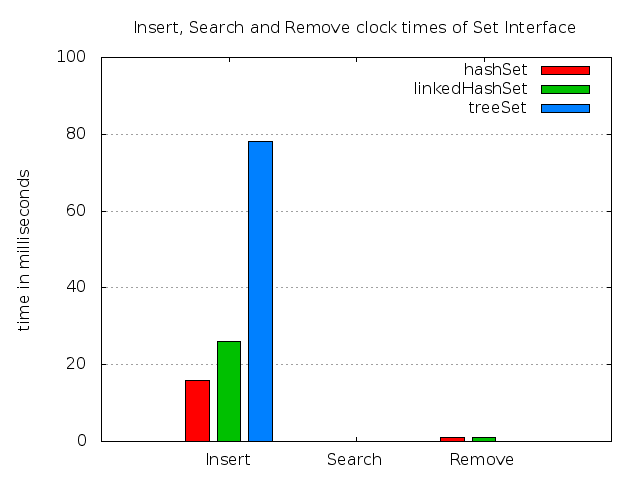 Insert, Search and Remove clock times of Set Interface
hashSet
linkedHashSet
treeSet
100
80
60
40
20
0
time in milliseconds
Insert
Search
Remove